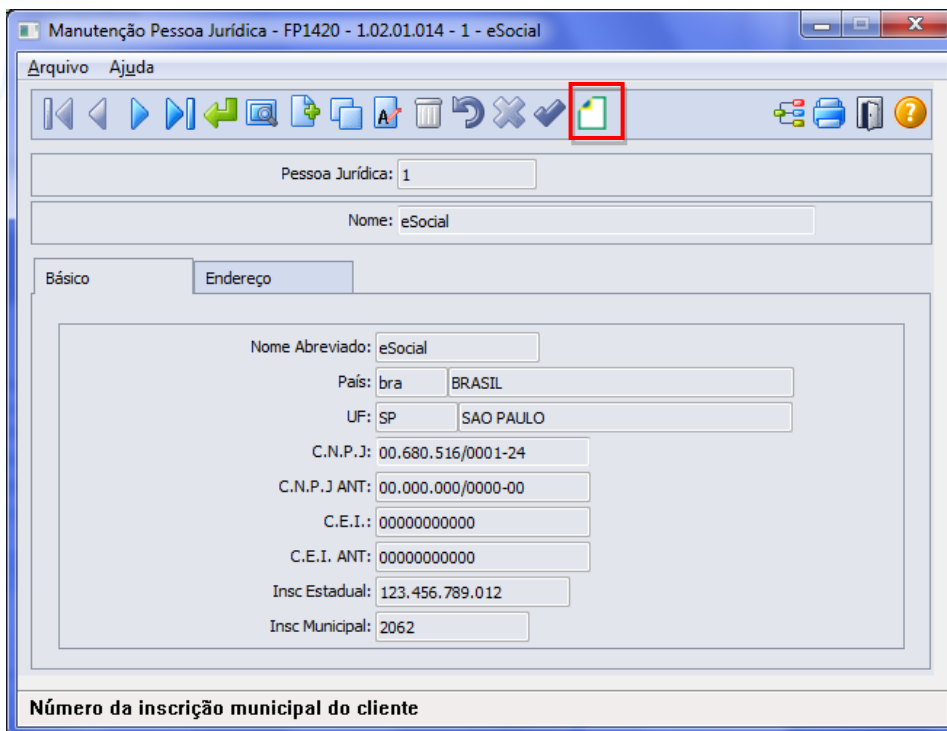 Manutenção Pessoa Jurídica - FP1420 - 1.02.01.014 - 1 - eSocial
Arquivo Ajuda
Pessoa Jurídica: 1
Nome: eSocial
Básico Endereço
Nome Abreviado: eSocial
País: bra BRASIL
UF: SP SAO PAULO
C.N.P.J: 00.680.516/0001-24
C.N.P.J ANT: 00.000.000/0000-00
C.E.I.: 00000000000
C.E.I. ANT: 00000000000
Insc Estadual: 123.456.789.012
Insc Municipal: 2062
Número da inscrição municipal do cliente